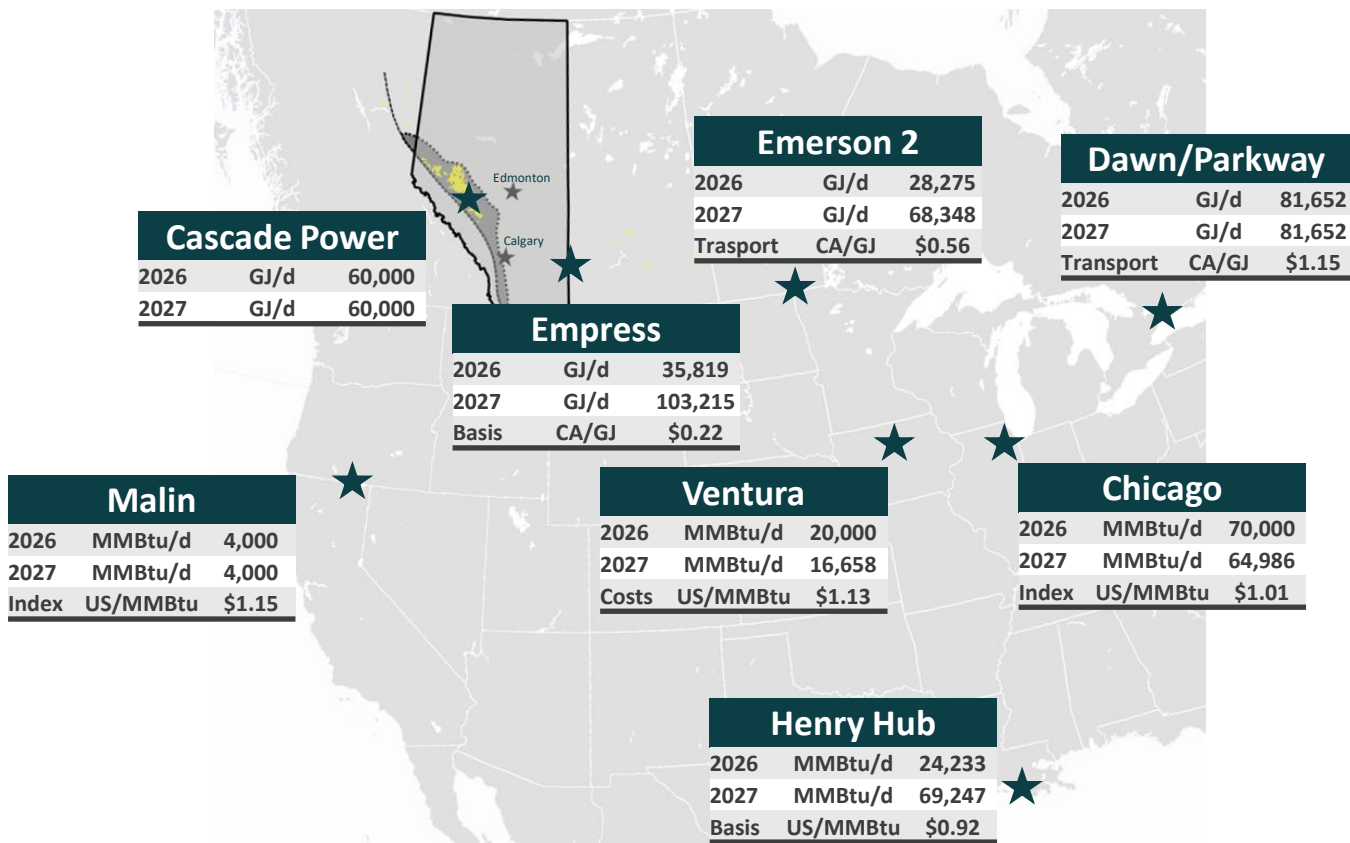 Edmonton
Calgary
Emerson 2
2026 GJ/d 28,275
2027 GJ/d 68,348
Trasport CA/GJ $0.56
Dawn/Parkway
2026 GJ/d 81,652
2027 GJ/d 81,652
Transport CA/GJ $1.15
Cascade Power
2026 GJ/d 60,000
2027 GJ/d 60,000
Empress
2026 GJ/d 35,819
2027 GJ/d 103,215
Basis CA/GJ $0.22
Malin
2026 MMBtu/d 4,000
2027 MMBtu/d 4,000
Index US/MMBtu $1.15
Ventura
2026 MMBtu/d 20,000
2027 MMBtu/d 16,658
Costs US/MMBtu $1.13
Chicago
2026 MMBtu/d 70,000
2027 MMBtu/d 64,986
Index US/MMBtu $1.01
Henry Hub
2026 MMBtu/d 24,233
2027 MMBtu/d 69,247
Basis US/MMBtu $0.92